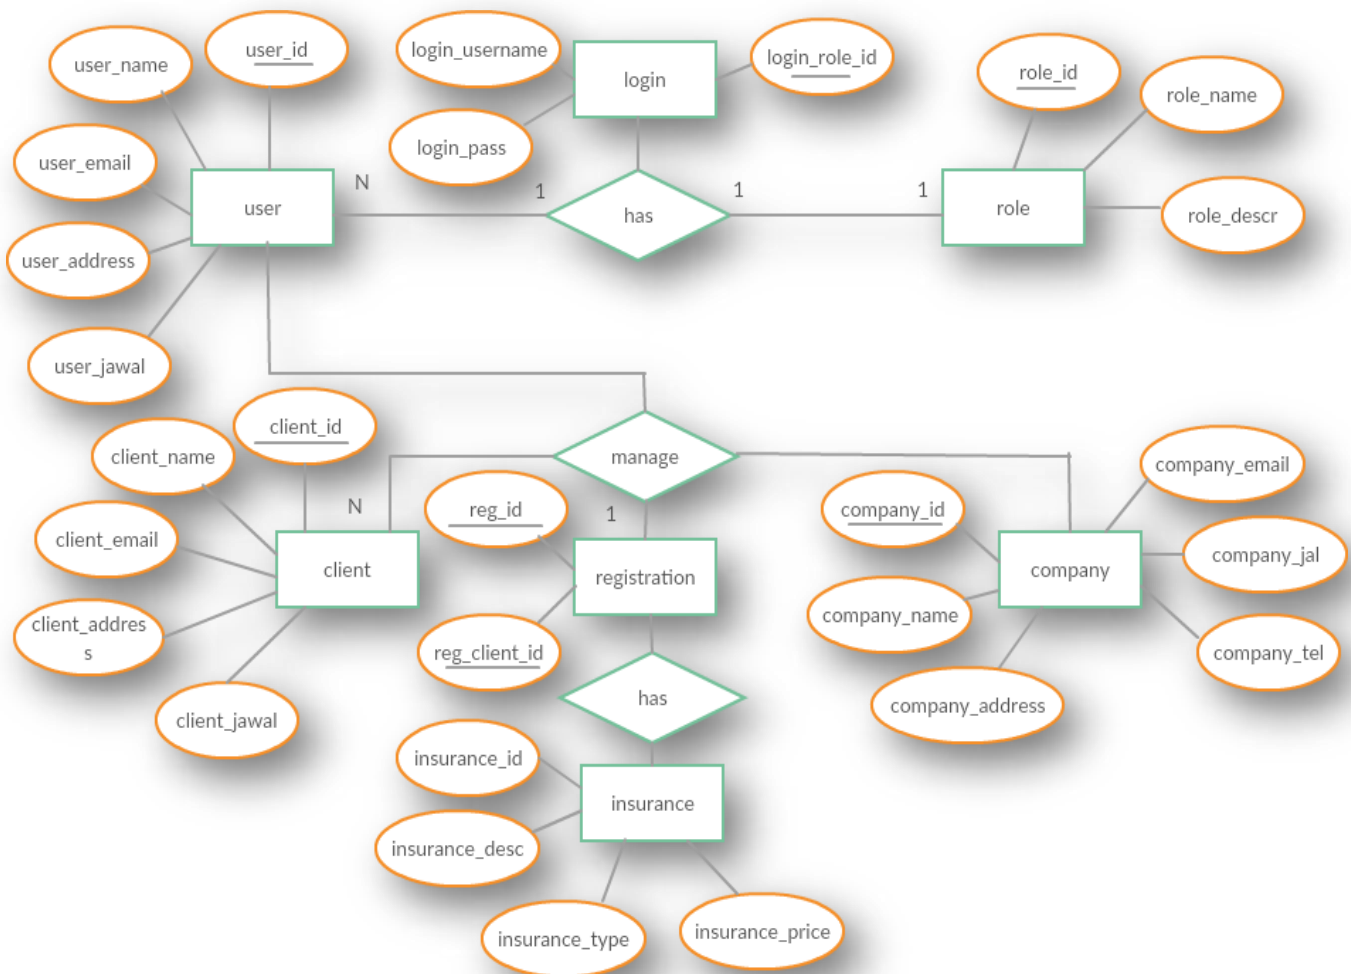 user_name
user_id
login_username
login
login_role_id
role_id
role_name
user_email
login_pass
user
N
1
has
1
1
role
role_descr
user_address
user_jawal
client_id
client_name
manage
company_email
N
reg_id
1
company_id
client_email
client
registration
company
company_jal
client_addres
s
reg_client_id
company_name
company_tel
client_jawal
has
company_address
insurance_id
insurance
insurance_desc
insurance_type
insurance_price